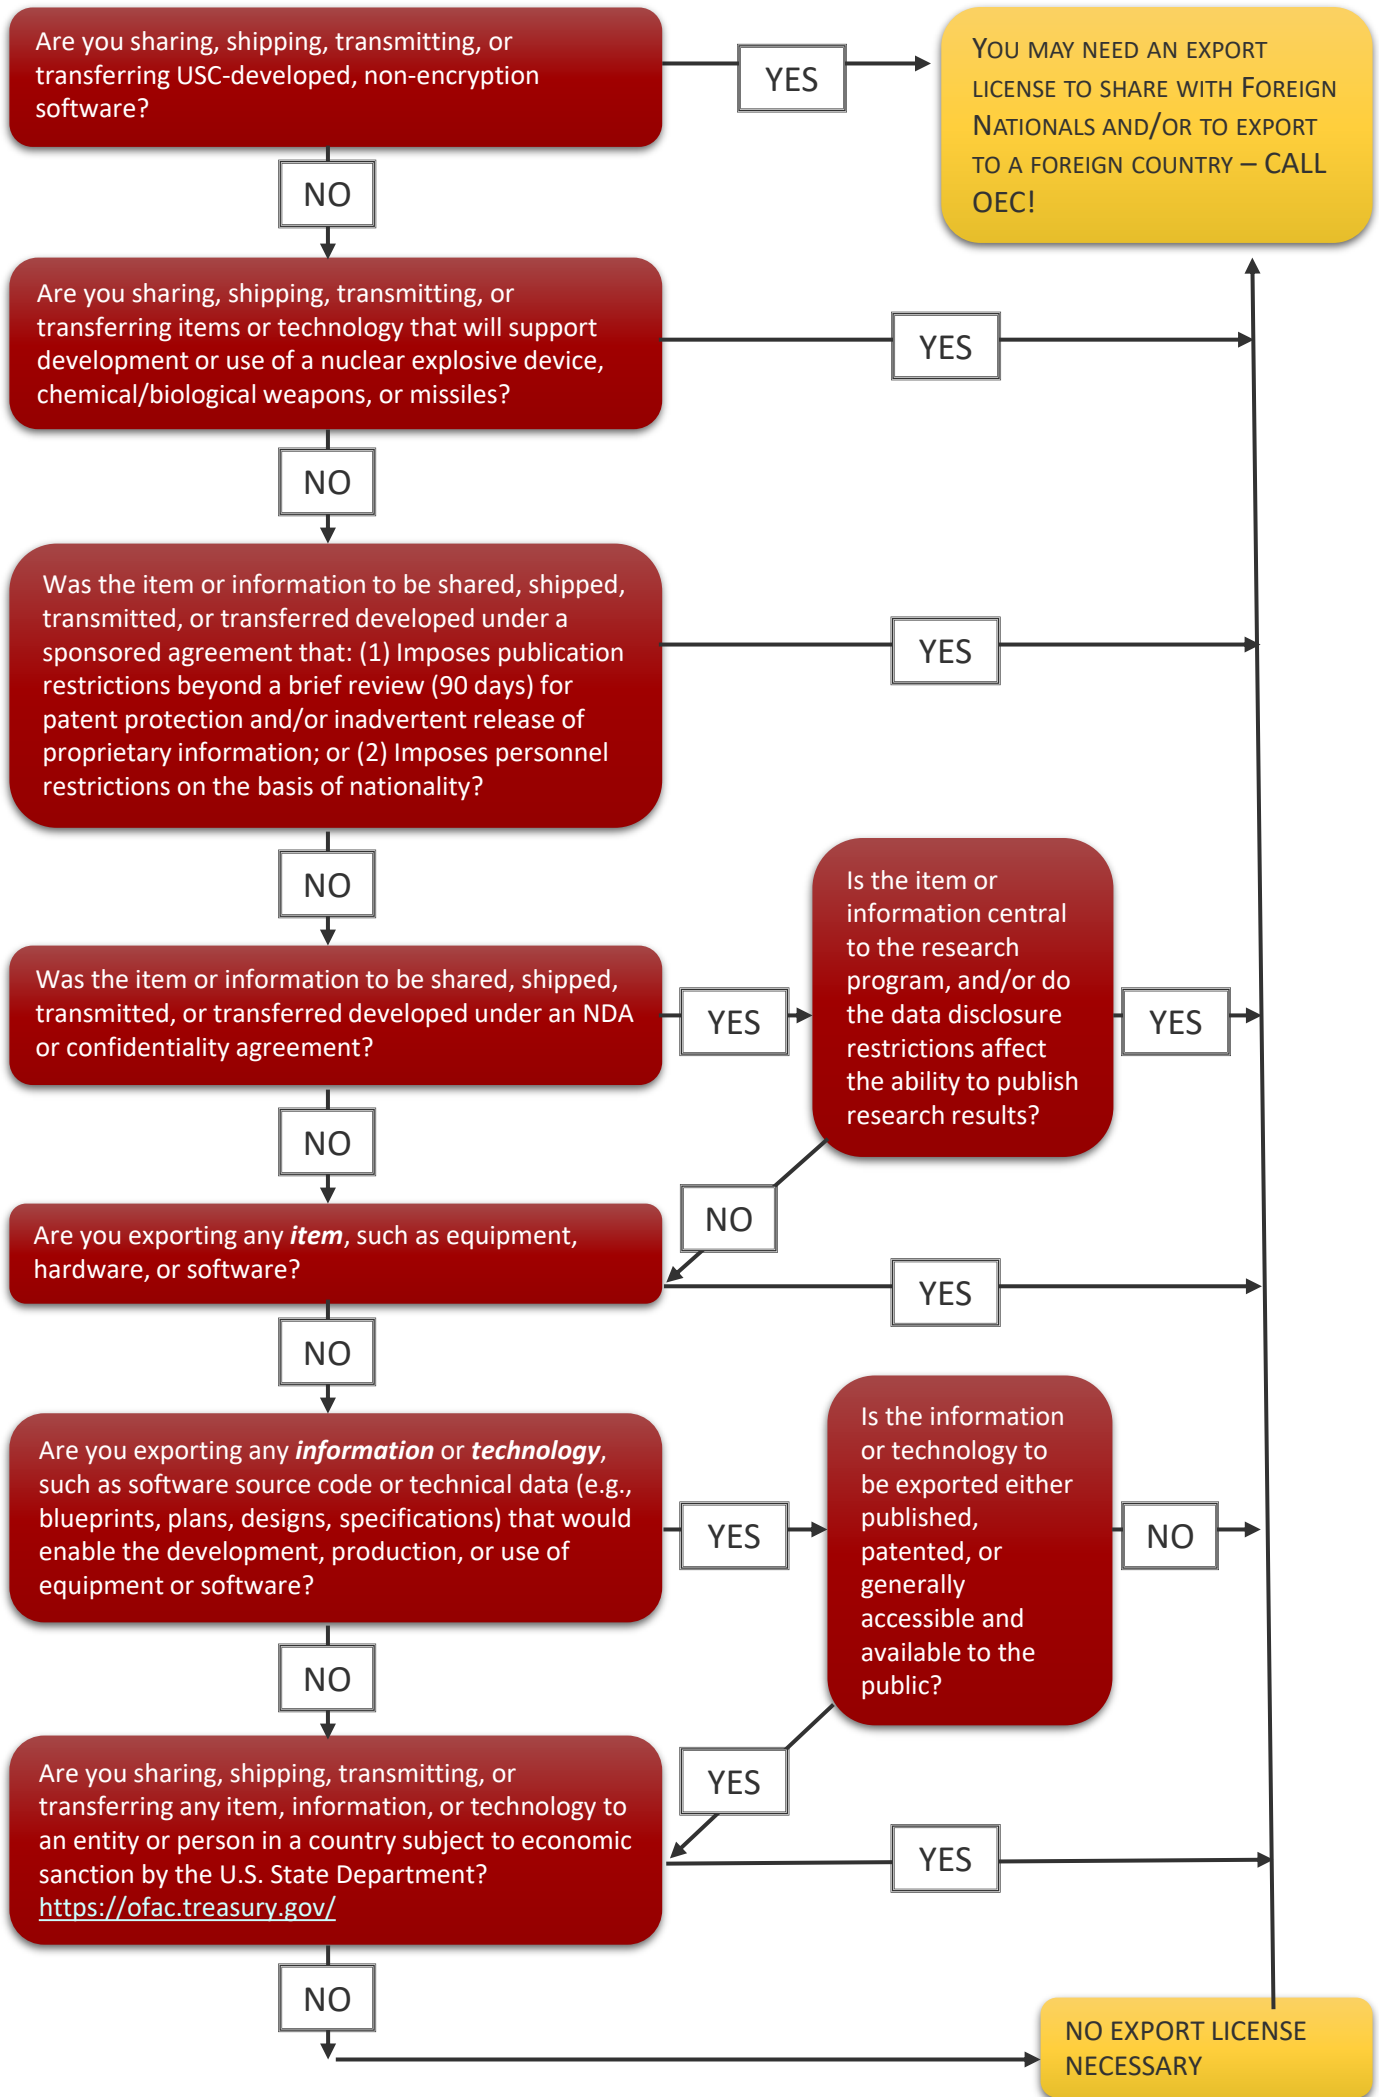 Are you sharing, shipping, transmitting, or
transferring USC-developed, non-encryption
software?
YES
YOU MAY NEED AN EXPORT
LICENSE TO SHARE WITH FOREIGN
NATIONALS AND/OR TO EXPORT
TO A FOREIGN COUNTRY – CALL
OEC!
NO
Are you sharing, shipping, transmitting, or
transferring items or technology that will support
development or use of a nuclear explosive device,
chemical/biological weapons, or missiles?
YES
NO
Was the item or information to be shared, shipped,
transmitted, or transferred developed under a
sponsored agreement that: (1) Imposes publication
restrictions beyond a brief review (90 days) for
patent protection and/or inadvertent release of
proprietary information; or (2) Imposes personnel
restrictions on the basis of nationality?
YES
NO
Was the item or information to be shared, shipped,
transmitted, or transferred developed under an NDA
or confidentiality agreement?
YES
Is the item or
information central
to the research
program, and/or do
the data disclosure
restrictions affect
the ability to publish
research results?
YES
NO
NO
Are you exporting any item, such as equipment,
hardware, or software?
YES
NO
Are you exporting any information or technology,
such as software source code or technical data (e.g.,
blueprints, plans, designs, specifications) that would
enable the development, production, or use of
equipment or software?
YES
Is the information
or technology to
be exported either
published,
patented, or
generally
accessible and
available to the
public?
NO
NO
YES
Are you sharing, shipping, transmitting, or
transferring any item, information, or technology to
an entity or person in a country subject to economic
sanction by the U.S. State Department?
https://ofac.treasury.gov/
YES
NO
NO EXPORT LICENSE
NECESSARY